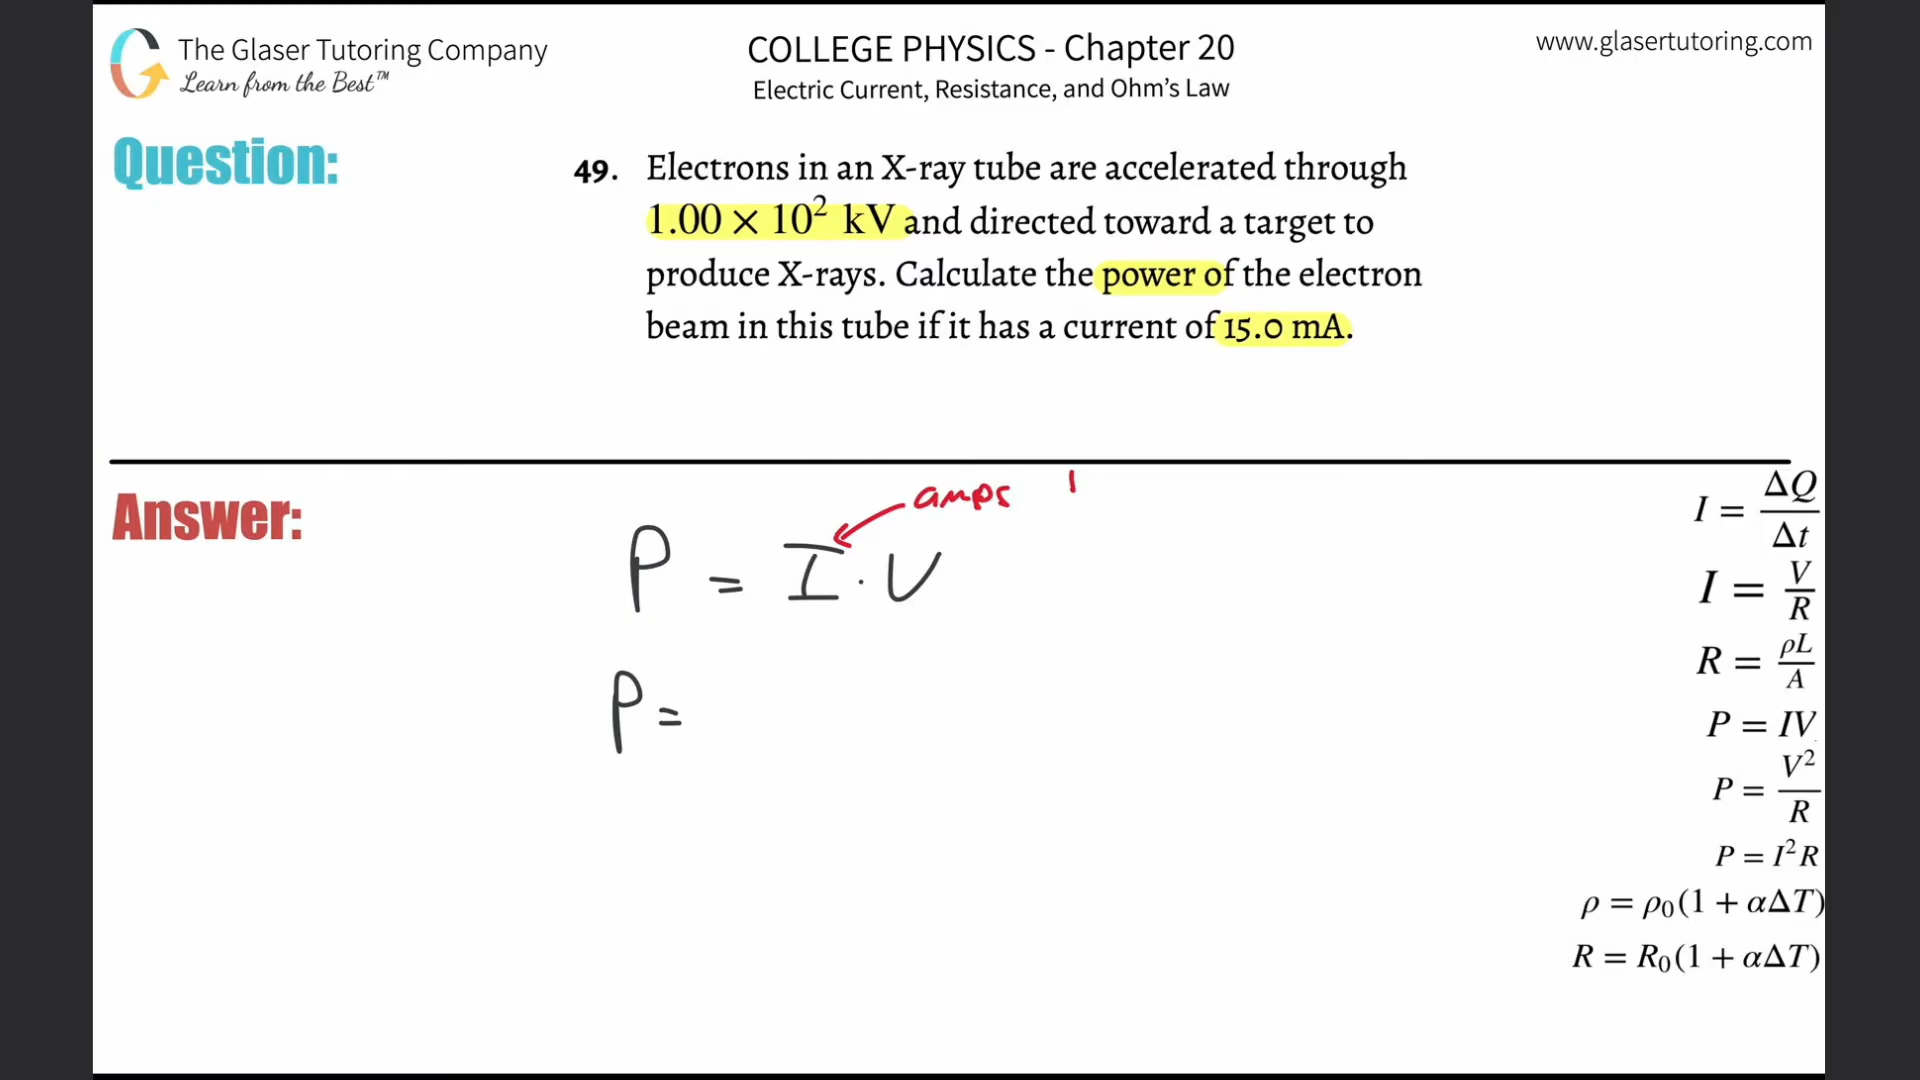 The Glaser Tutoring Company
Learn from the Best™
COLLEGE PHYSICS - Chapter 20
Electric Current, Resistance, and Ohm's Law
www.glasertutoring.com
Question:
49. Electrons in an X-ray tube are accelerated through
1.00 × 10² kV and directed toward a target to
produce X-rays. Calculate the power of the electron
beam in this tube if it has a current of 15.0 mA.
Answer:
amps
P = I · V
P =
I = ΔQ/Δt
I = V/R
R = ρL/A
P = IV
P = V²/R
P = I²R
ρ = ρ₀(1 + αΔT)
R = R₀(1 + αΔT)